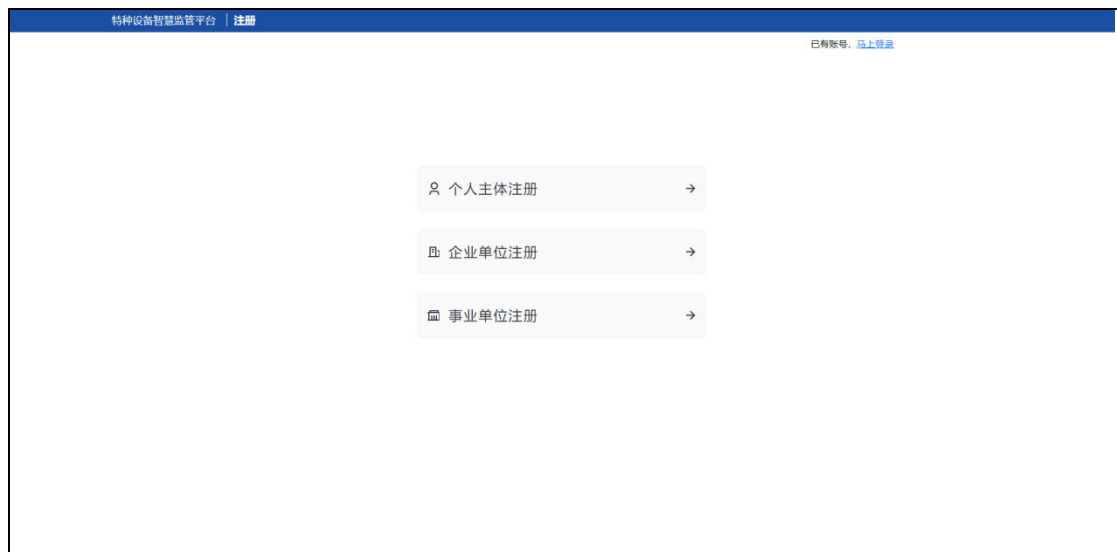 特种设备智慧监管平台 | 注册
已有账号，马上登录
个人主体注册
企业单位注册
事业单位注册